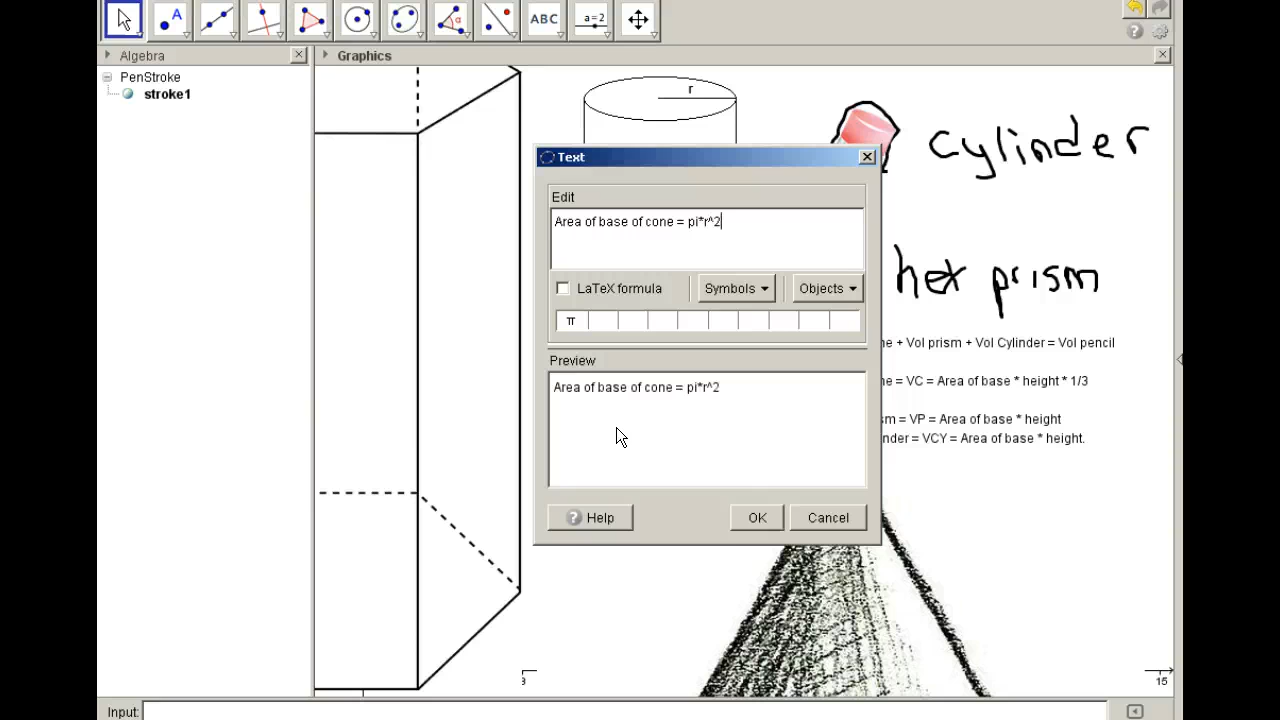 ABC
a=2
Algebra
Graphics
PenStroke
stroke1
r
cylinder
Text
Edit
Area of base of cone = pi*r^2
LaTeX formula
Symbols
Objects
π
Preview
Area of base of cone = pi*r^2
Help
OK
Cancel
hex prism
ne + Vol prism + Vol Cylinder = Vol pencil
ne = VC = Area of base * height * 1/3
sm = VP = Area of base * height
nder = VCY = Area of base * height.
15
Input: